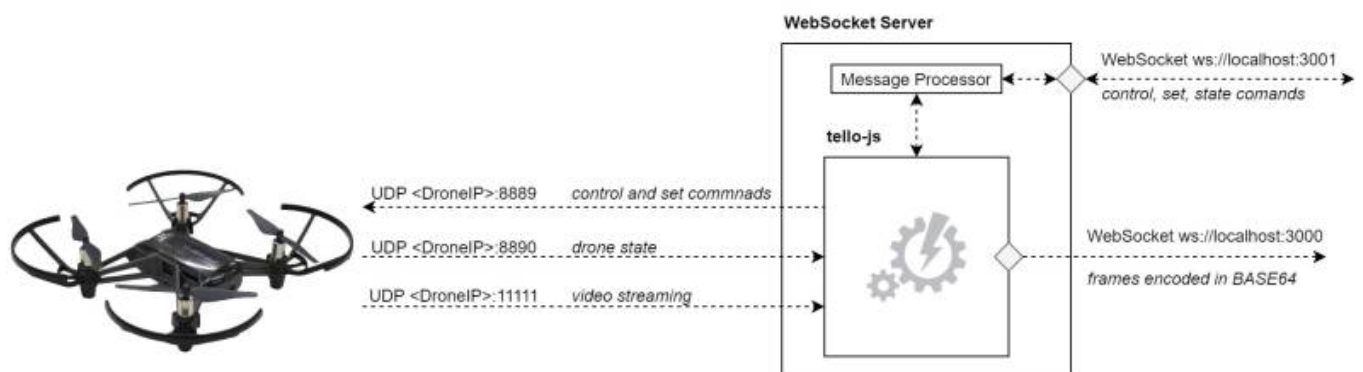 WebSocket Server
Message Processor
WebSocket ws://localhost:3001
control, set, state comands
tello-js
UDP <DroneIP>:8889 control and set commnads
UDP <DroneIP>:8890 drone state
UDP <DroneIP>:11111 video streaming
WebSocket ws://localhost:3000
frames encoded in BASE64